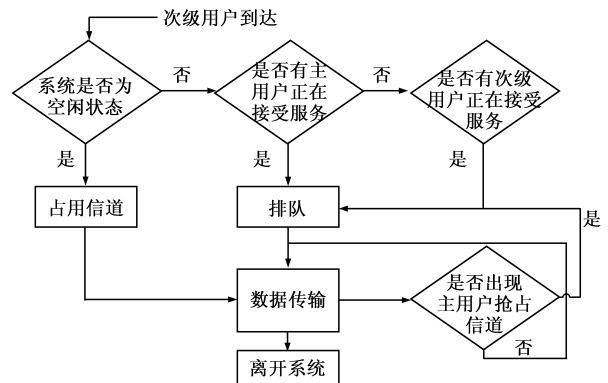 次级用户到达
系统是否为
空闲状态
否
是否有主
用户正在
接受服务
否
是否有次级
用户正在接受
服务
是
是
是
占用信道
排队
是
数据传输
是否出现
主用户抢占
信道
否
离开系统